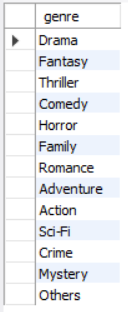 genre
Drama
Fantasy
Thriller
Comedy
Horror
Family
Romance
Adventure
Action
Sci-Fi
Crime
Mystery
Others